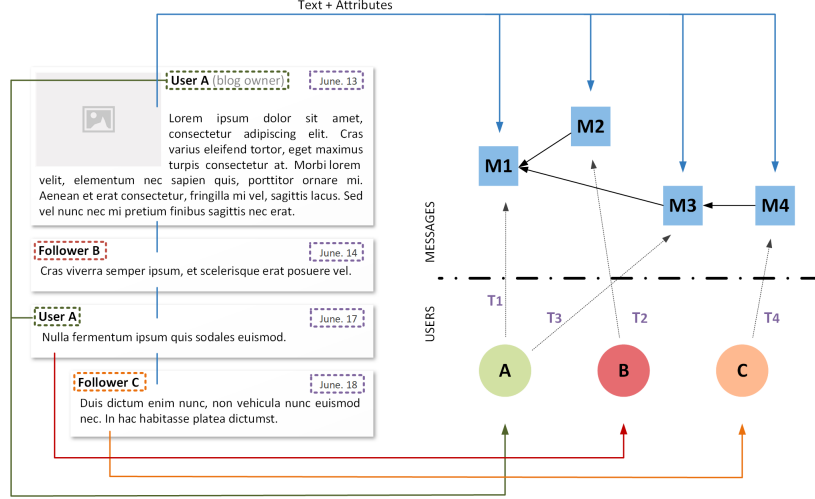 Text + Attributes
User A (blog owner)
June. 13
Lorem ipsum dolor sit amet,
consectetur adipiscing elit. Cras
varius eleifend tortor, eget maximus
turpis consectetur at. Morbi lorem
velit, elementum nec sapien quis, porttitor ornare mi.
Aenean et erat consectetur, fringilla mi vel, sagittis lacus. Sed
vel nunc nec mi pretium finibus sagittis nec erat.
Follower B
June. 14
Cras viverra semper ipsum, et scelerisque erat posuere vel.
User A
June. 17
Nulla fermentum ipsum quis sodales euismod.
Follower C
June. 18
Duis dictum enim nunc, non vehicula nunc euismod
nec. In hac habitasse platea dictumst.
M2
M1
M3
M4
MESSAGES
USERS
T1
T3
T2
T4
A
B
C